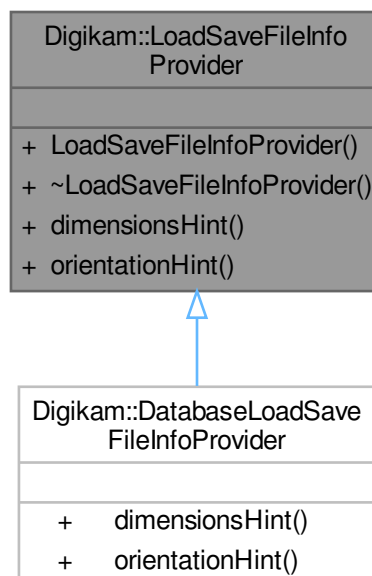 Digikam::LoadSaveFileInfo
Provider
+ LoadSaveFileInfoProvider()
+ ~LoadSaveFileInfoProvider()
+ dimensionsHint()
+ orientationHint()
Digikam::DatabaseLoadSave
FileInfoProvider
+ dimensionsHint()
+ orientationHint()